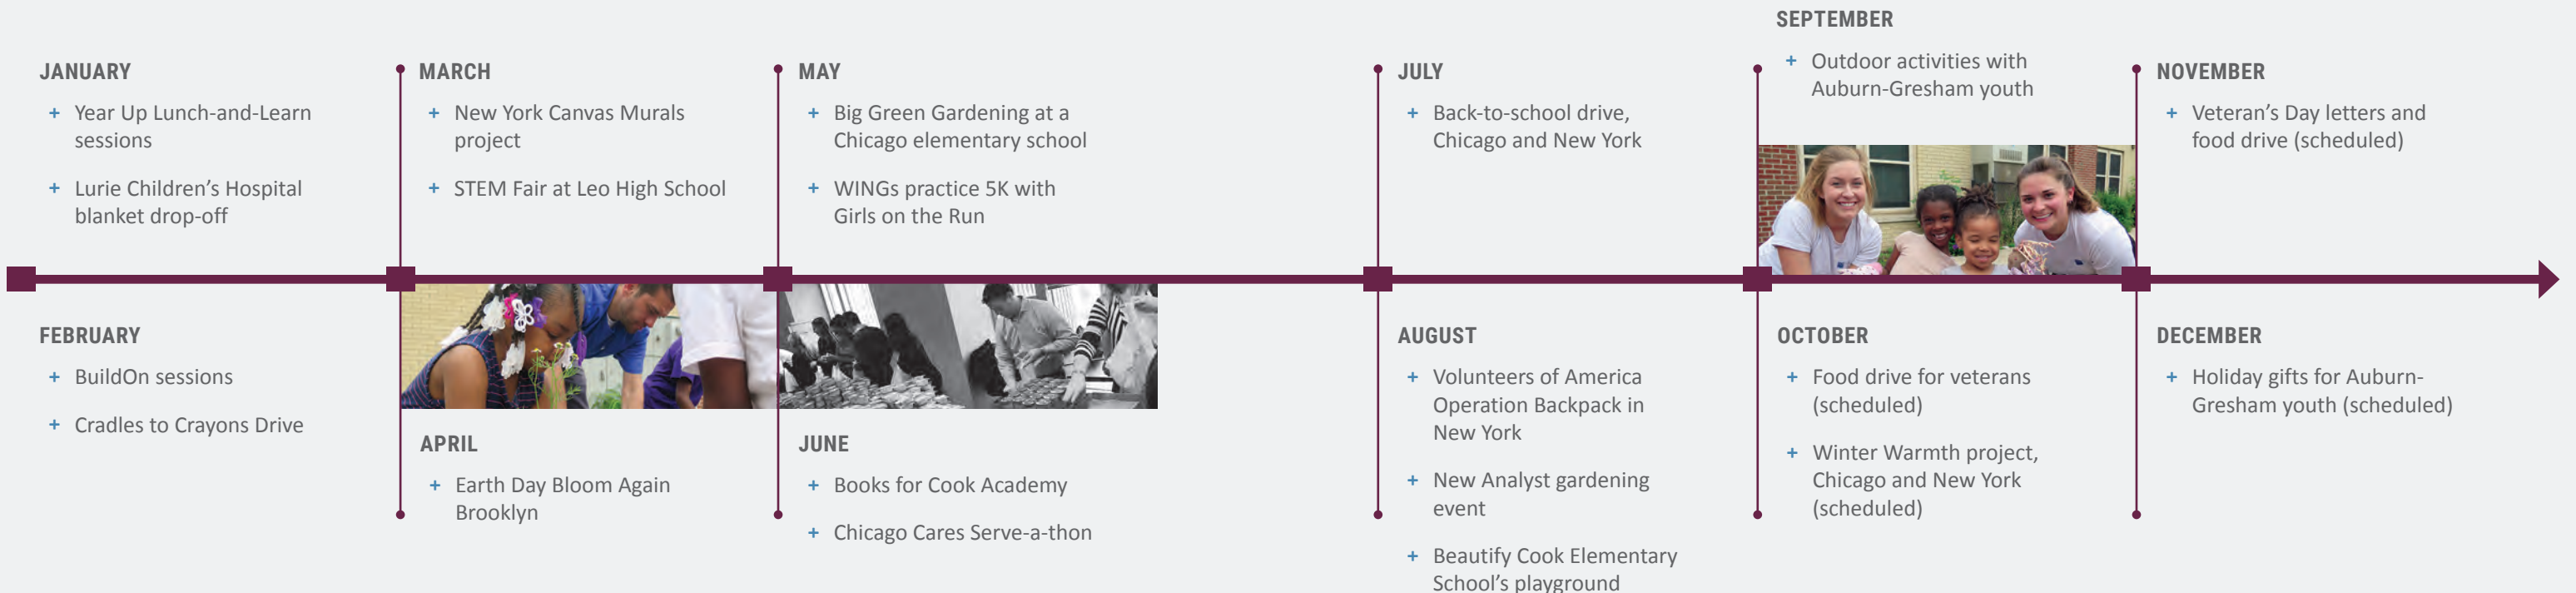 JANUARY
+ Year Up Lunch-and-Learn
sessions
+ Lurie Children's Hospital
blanket drop-off
FEBRUARY
+ BuildOn sessions
+ Cradles to Crayons Drive
MARCH
+ New York Canvas Murals
project
+ STEM Fair at Leo High School
APRIL
+ Earth Day Bloom Again
Brooklyn
MAY
+ Big Green Gardening at a
Chicago elementary school
+ WINGs practice 5K with
Girls on the Run
JUNE
+ Books for Cook Academy
+ Chicago Cares Serve-a-thon
JULY
+ Back-to-school drive,
Chicago and New York
AUGUST
+ Volunteers of America
Operation Backpack in
New York
+ New Analyst gardening
event
+ Beautify Cook Elementary
School's playground
SEPTEMBER
+ Outdoor activities with
Auburn-Gresham youth
OCTOBER
+ Food drive for veterans
(scheduled)
+ Winter Warmth project,
Chicago and New York
(scheduled)
NOVEMBER
+ Veteran's Day letters and
food drive (scheduled)
DECEMBER
+ Holiday gifts for Auburn-
Gresham youth (scheduled)